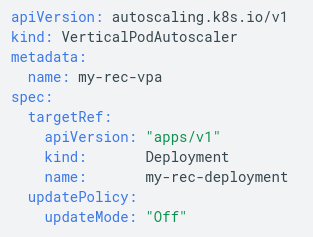 apiVersion: autoscaling.k8s.io/v1
kind: VerticalPodAutoscaler
metadata:
  name: my-rec-vpa
spec:
  targetRef:
    apiVersion: "apps/v1"
    kind:       Deployment
    name:       my-rec-deployment
  updatePolicy:
    updateMode: "Off"